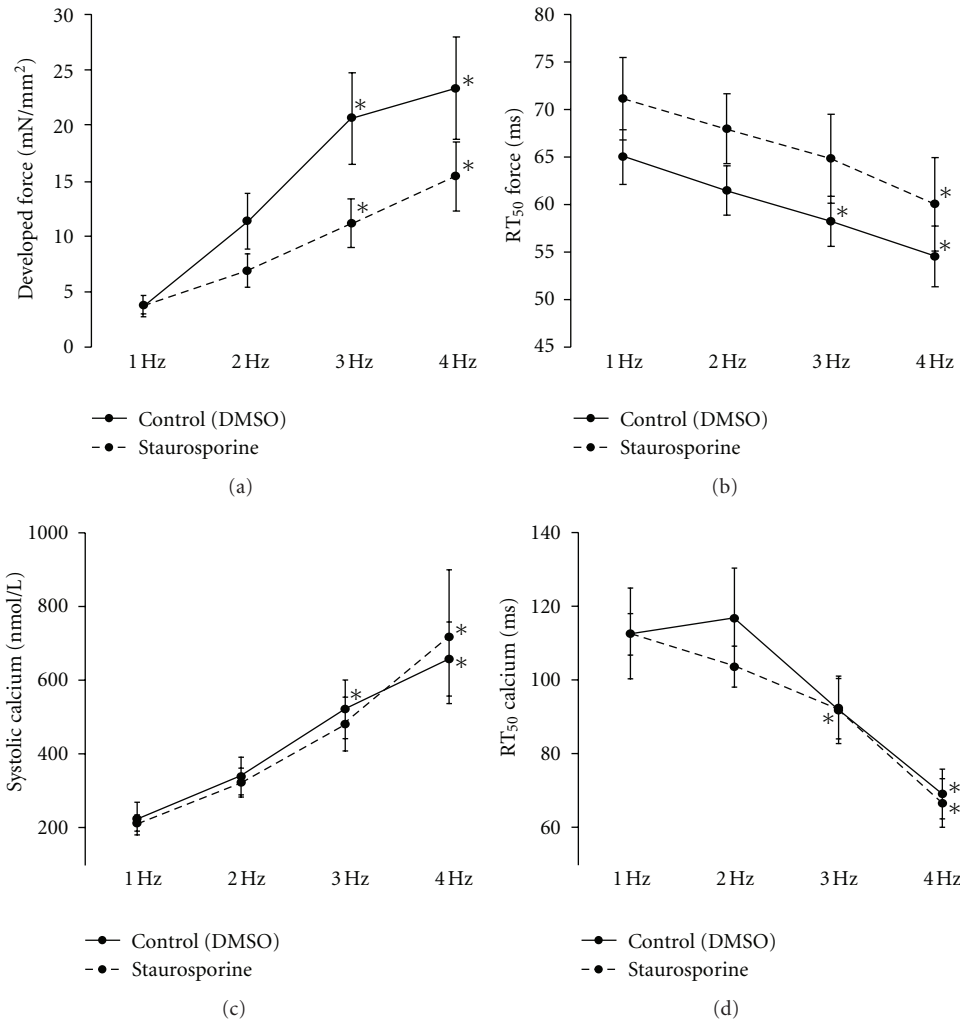 30
25
20
15
10
5
0
Developed force (mN/mm²)
*
*
*
*
1 Hz 2 Hz 3 Hz 4 Hz
Control (DMSO)
Staurosporine
(a)
80
75
70
65
60
55
50
45
RT₅₀ force (ms)
*
*
*
1 Hz 2 Hz 3 Hz 4 Hz
Control (DMSO)
Staurosporine
(b)
1000
800
600
400
200
Systolic calcium (nmol/L)
*
*
*
1 Hz 2 Hz 3 Hz 4 Hz
Control (DMSO)
Staurosporine
(c)
140
120
100
80
60
RT₅₀ calcium (ms)
*
*
*
1 Hz 2 Hz 3 Hz 4 Hz
Control (DMSO)
Staurosporine
(d)